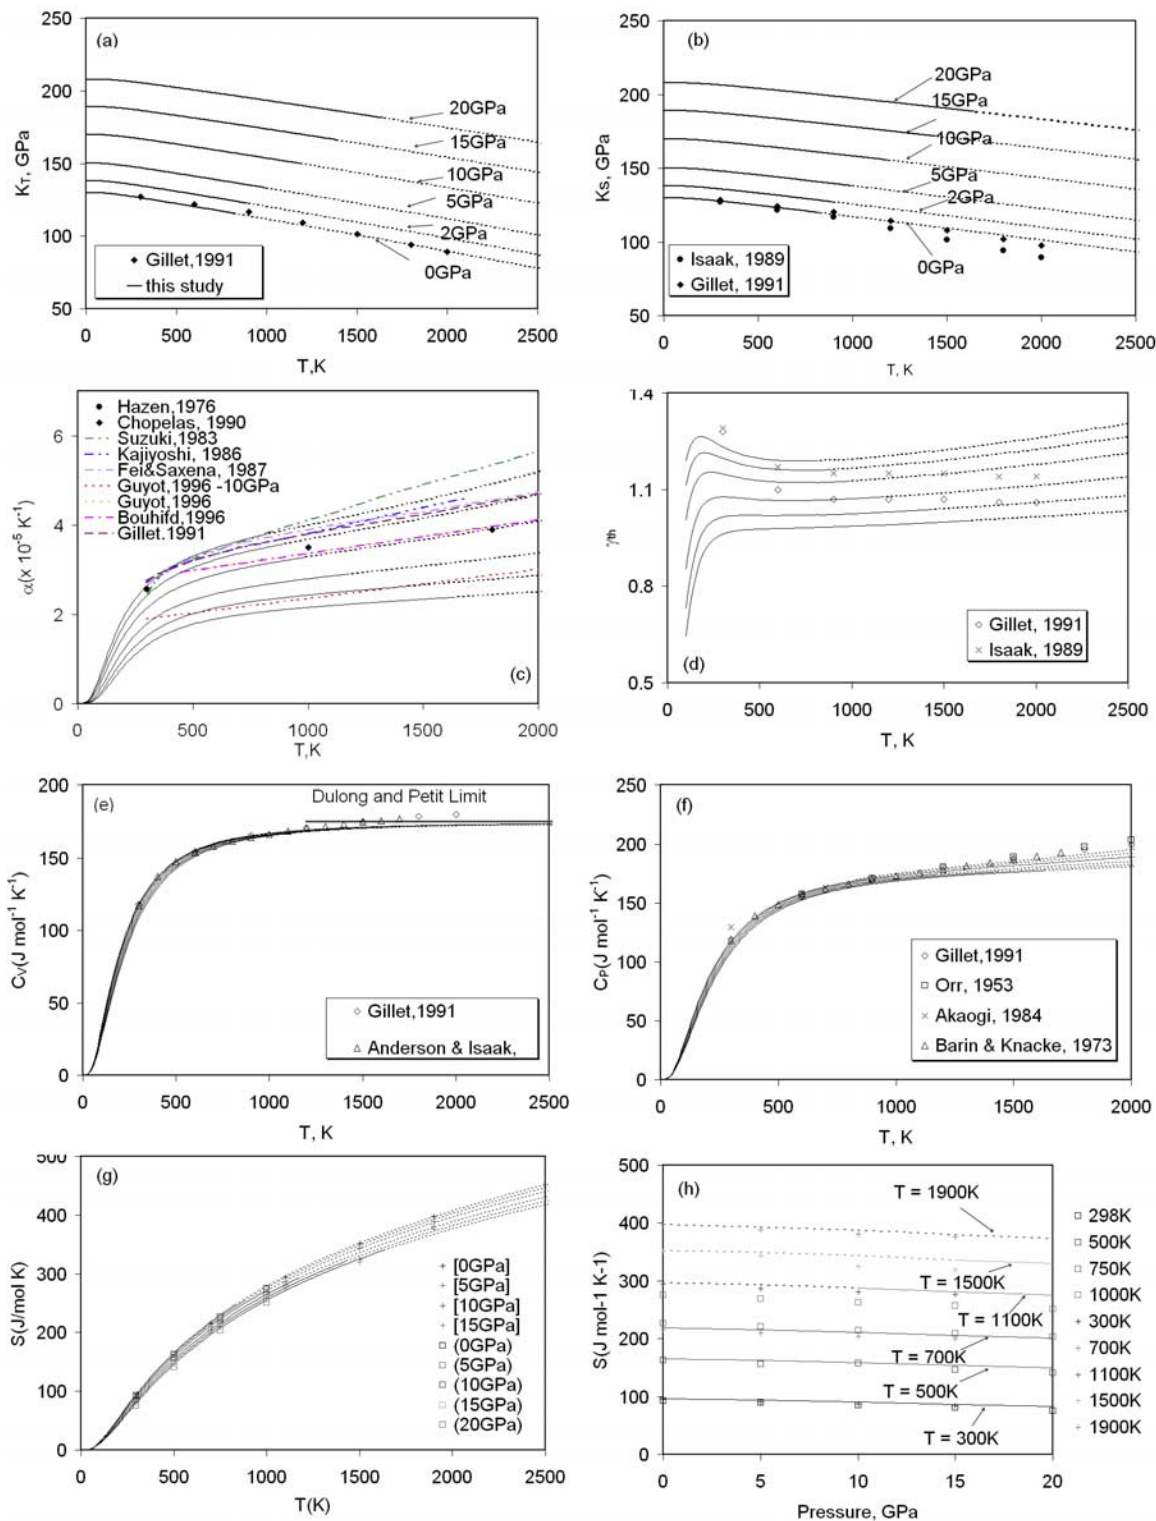 (a)
250
200
150
100
50
K_T, GPa
20GPa
15GPa
10GPa
5GPa
2GPa
0GPa
Gillet,1991
this study
0 500 1000 1500 2000 2500
T,K
(b)
250
200
150
100
50
Ks, GPa
20GPa
15GPa
10GPa
5GPa
2GPa
0GPa
Isaak, 1989
Gillet, 1991
0 500 1000 1500 2000 2500
T, K
Hazen,1976
Chopelas, 1990
Suzuki,1983
Kajiyoshi, 1986
Fei&Saxena, 1987
Guyot,1996 -10GPa
Guyot, 1996
Bouhifd,1996
Gillet.1991
6
4
2
0
α(x 10⁻⁵ K⁻¹)
(c)
0 500 1000 1500 2000
T,K
1.4
1.1
0.8
0.5
γth
Gillet, 1991
Isaak, 1989
(d)
0 500 1000 1500 2000 2500
T, K
(e)
200
150
100
50
0
C_V(J mol⁻¹ K⁻¹)
Dulong and Petit Limit
Gillet,1991
Anderson & Isaak,
0 500 1000 1500 2000 2500
T, K
(f)
250
200
150
100
50
0
C_P(J mol⁻¹ K⁻¹)
Gillet,1991
Orr, 1953
Akaogi, 1984
Barin & Knacke, 1973
0 500 1000 1500 2000
T, K
(g)
500
400
300
200
100
0
S(J/mol K)
[0GPa]
[5GPa]
[10GPa]
[15GPa]
(0GPa)
(5GPa)
(10GPa)
(15GPa)
(20GPa)
0 500 1000 1500 2000 2500
T(K)
(h)
500
400
300
200
100
0
S(J mol-1 K-1)
T = 1900K
T = 1500K
T = 1100K
T = 700K
T = 500K
T = 300K
298K
500K
750K
1000K
300K
700K
1100K
1500K
1900K
0 5 10 15 20
Pressure, GPa